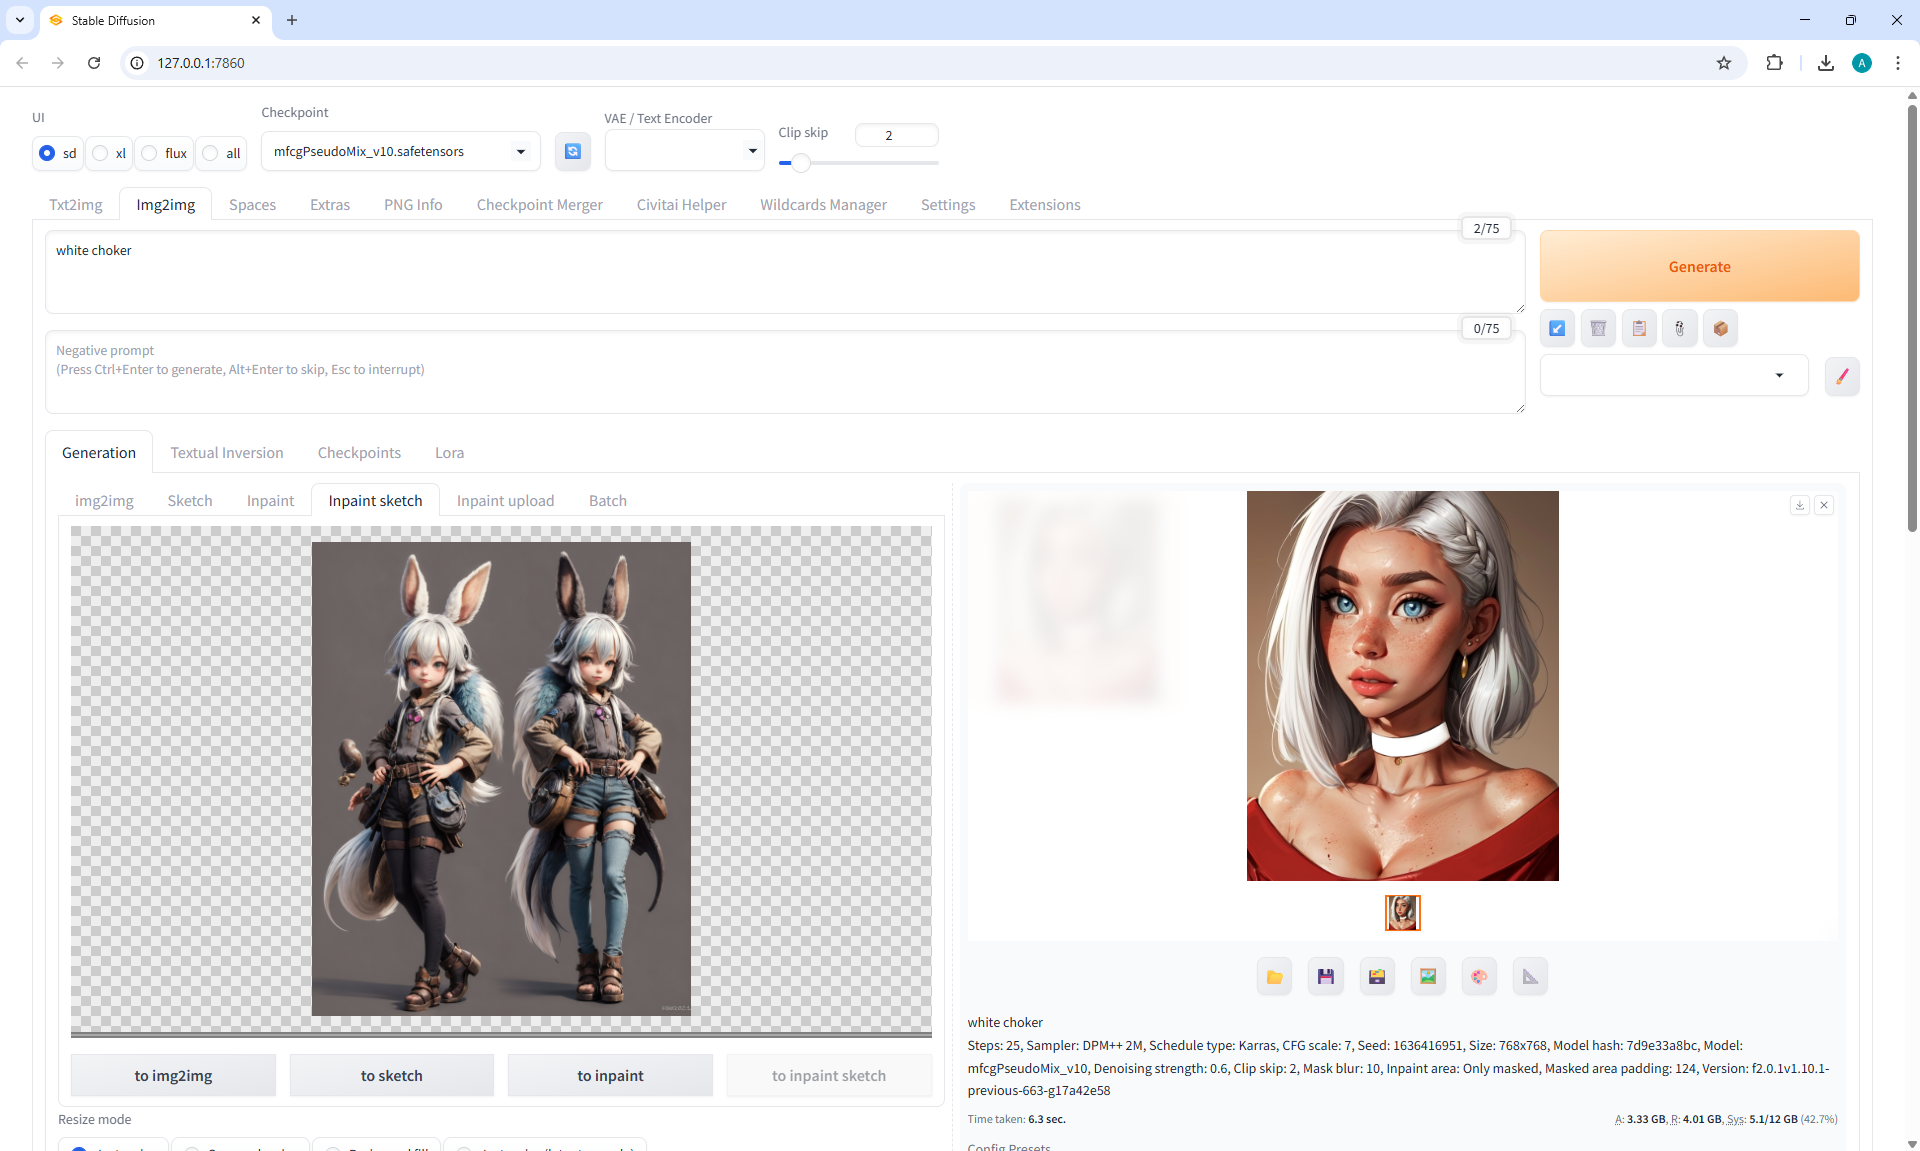 Stable Diffusion
127.0.0.1:7860
UI
sd
xl
flux
all
Checkpoint
mfcgPseudoMix_v10.safetensors
VAE / Text Encoder
Clip skip
2
Txt2img
Img2img
Spaces
Extras
PNG Info
Checkpoint Merger
Civitai Helper
Wildcards Manager
Settings
Extensions
2/75
white choker
Generate
0/75
Negative prompt
(Press Ctrl+Enter to generate, Alt+Enter to skip, Esc to interrupt)
Generation
Textual Inversion
Checkpoints
Lora
img2img
Sketch
Inpaint
Inpaint sketch
Inpaint upload
Batch
to img2img
to sketch
to inpaint
to inpaint sketch
Resize mode
white choker
Steps: 25, Sampler: DPM++ 2M, Schedule type: Karras, CFG scale: 7, Seed: 1636416951, Size: 768x768, Model hash: 7d9e33a8bc, Model:
mfcgPseudoMix_v10, Denoising strength: 0.6, Clip skip: 2, Mask blur: 10, Inpaint area: Only masked, Masked area padding: 124, Version: f2.0.1v1.10.1-
previous-663-g17a42e58
Time taken: 6.3 sec.
A: 3.33 GB, R: 4.01 GB, Sys: 5.1/12 GB (42.7%)
Config Presets
A